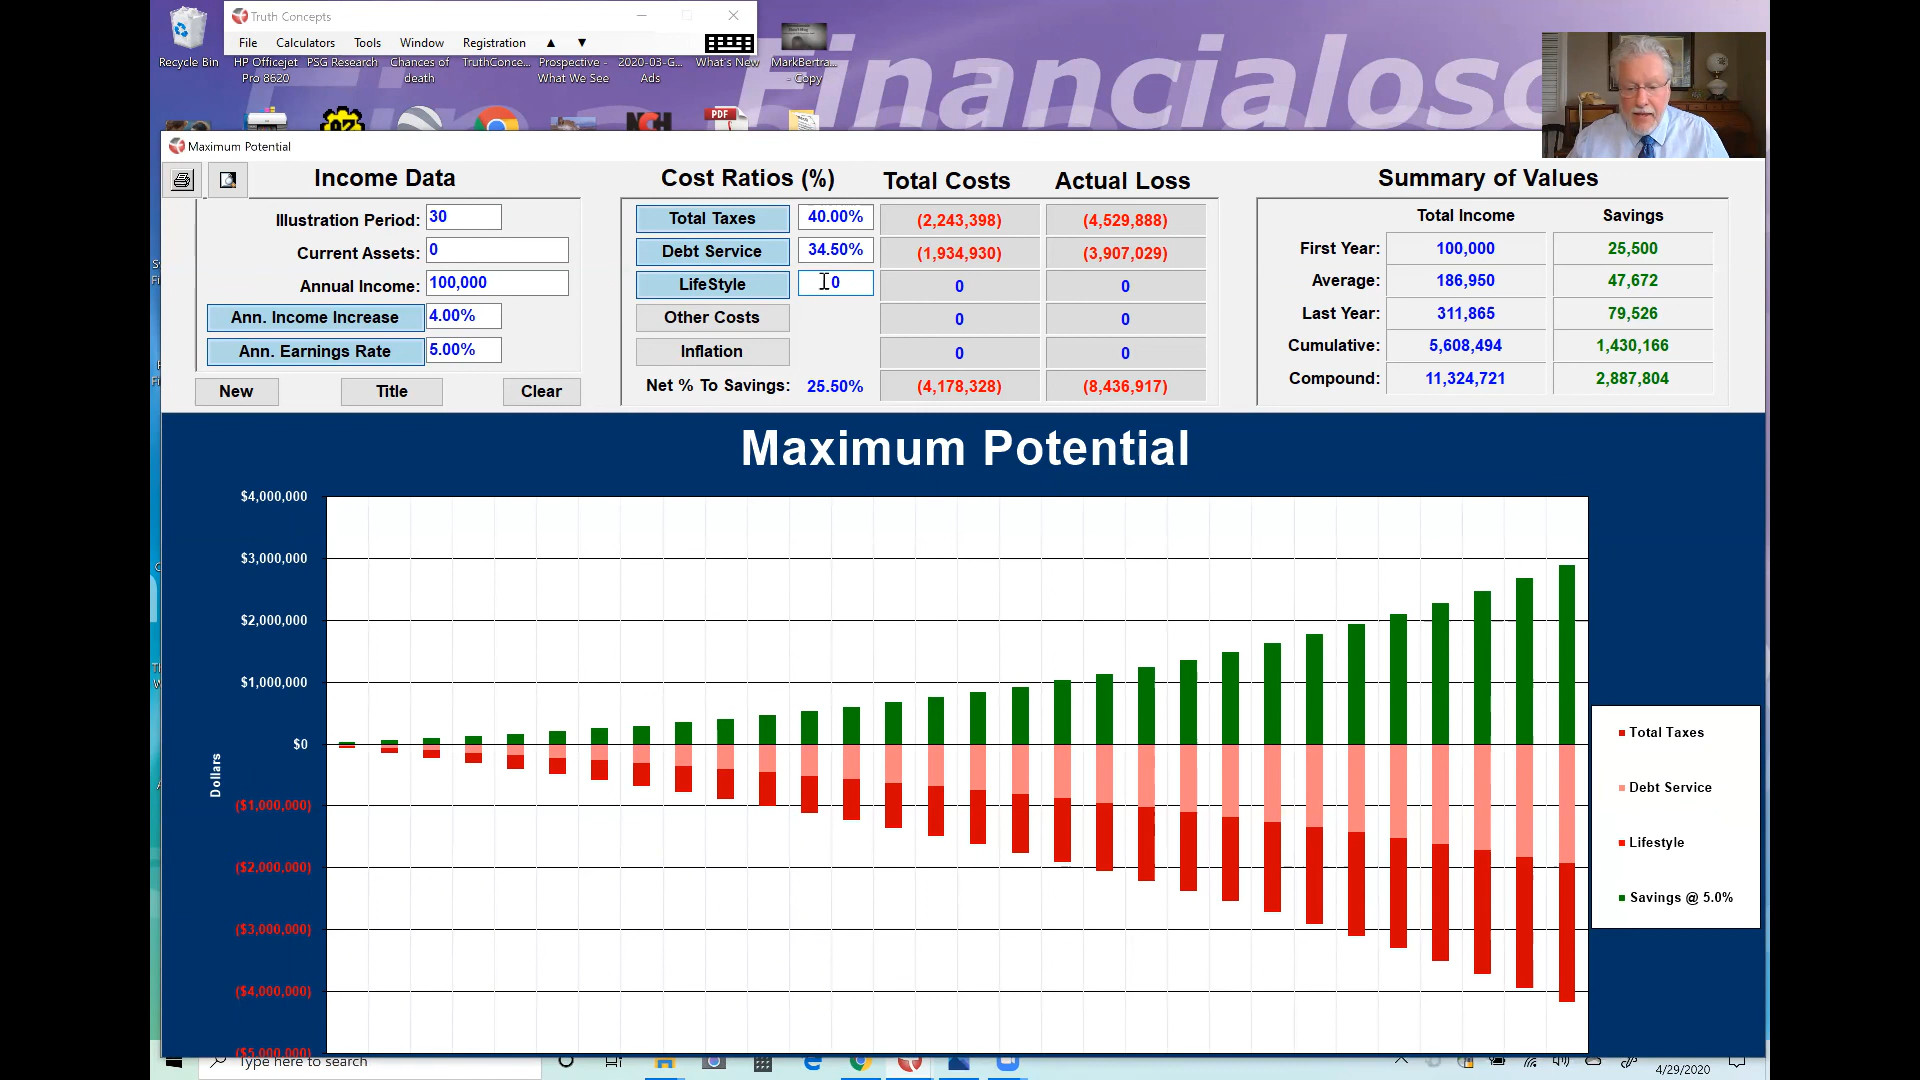 Truth Concepts
File Calculators Tools Window Registration
Recycle Bin
HP Officejet Pro 8620
PSG Research
Chances of death
TruthConce...
Prospective - What We See
2020-03-G... Ads
What's New
MarkBertra... - Copy
Financialoso
PDF
NCH
Maximum Potential
Income Data
Illustration Period: 30
Current Assets: 0
Annual Income: 100,000
Ann. Income Increase 4.00%
Ann. Earnings Rate 5.00%
New Title Clear
Cost Ratios (%) Total Costs Actual Loss
Total Taxes 40.00% (2,243,398) (4,529,888)
Debt Service 34.50% (1,934,930) (3,907,029)
LifeStyle 0 0 0
Other Costs 0 0
Inflation 0 0
Net % To Savings: 25.50% (4,178,328) (8,436,917)
Summary of Values
Total Income Savings
First Year: 100,000 25,500
Average: 186,950 47,672
Last Year: 311,865 79,526
Cumulative: 5,608,494 1,430,166
Compound: 11,324,721 2,887,804
Maximum Potential
$4,000,000
$3,000,000
$2,000,000
$1,000,000
$0
($1,000,000)
($2,000,000)
($3,000,000)
($4,000,000)
($5,000,000)
Dollars
Total Taxes
Debt Service
Lifestyle
Savings @ 5.0%
Type here to search
4/29/2020